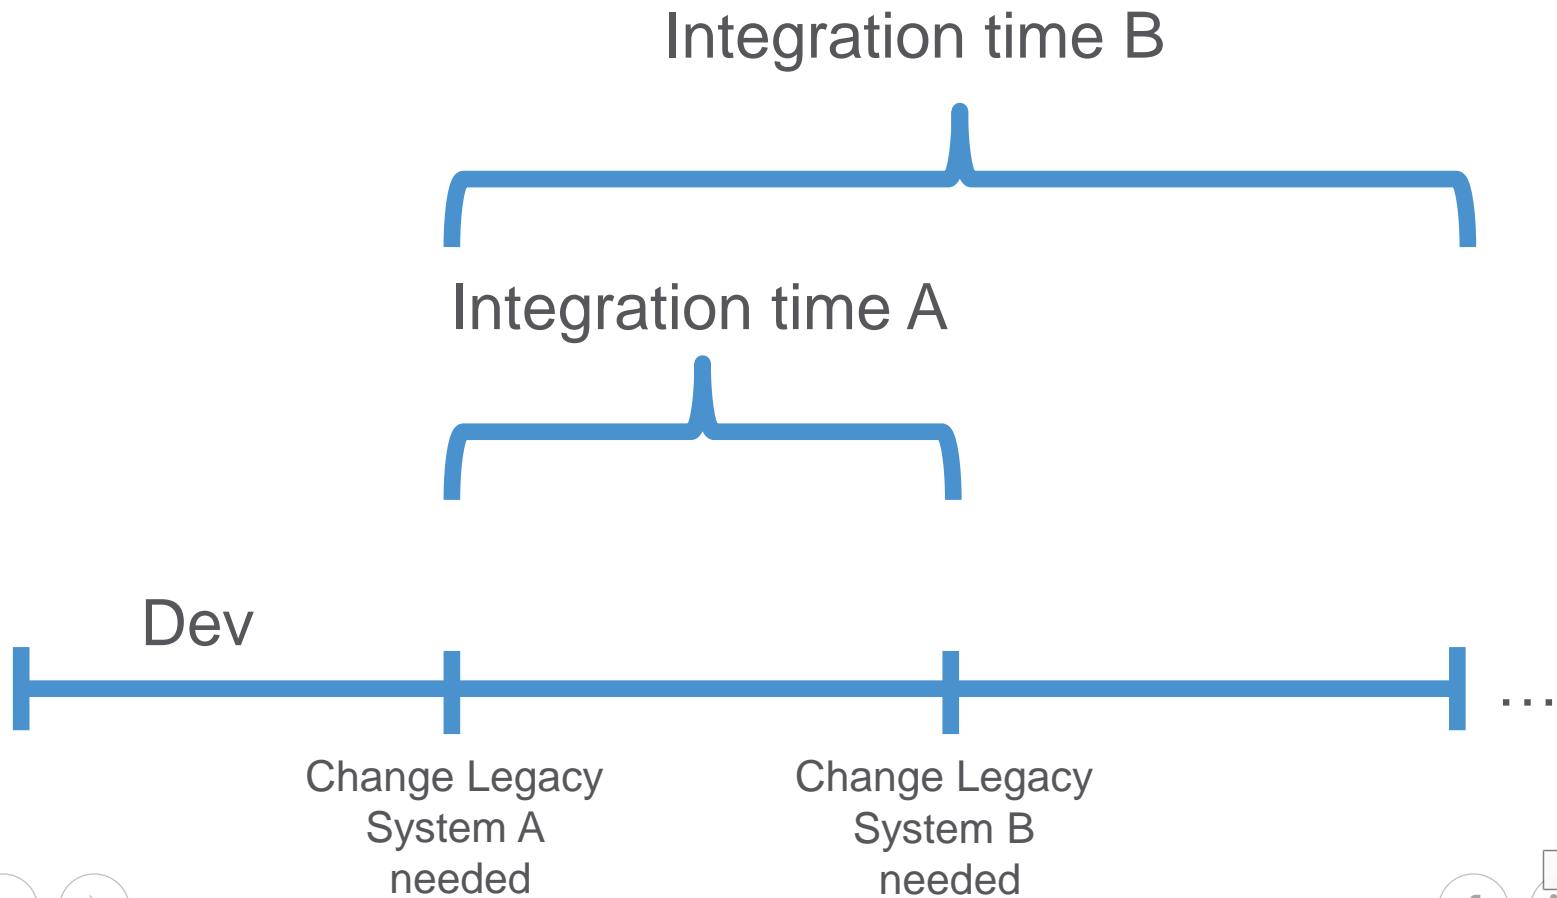 Integration time B
Integration time A
Dev
...
Change Legacy
System A
needed
Change Legacy
System B
needed